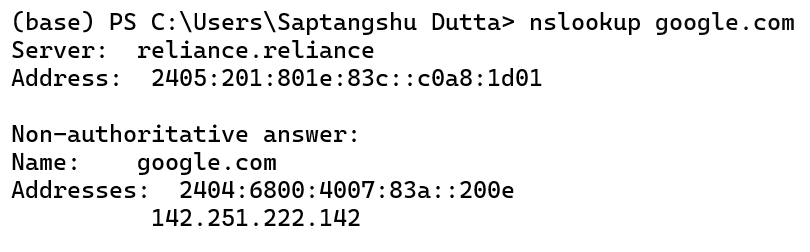 (base) PS C:\Users\Saptangshu Dutta> nslookup google.com
Server:  reliance.reliance
Address:  2405:201:801e:83c::c0a8:1d01

Non-authoritative answer:
Name:    google.com
Addresses:  2404:6800:4007:83a::200e
          142.251.222.142